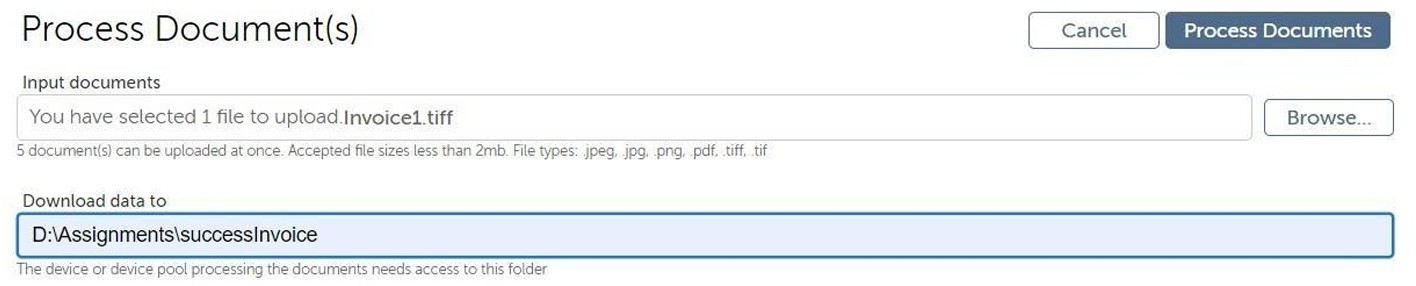 Process Document(s)
Cancel
Process Documents
Input documents
You have selected 1 file to upload.Invoice1.tiff
Browse...
5 document(s) can be uploaded at once. Accepted file sizes less than 2mb. File types: .jpeg, .jpg, .png, .pdf, .tiff, .tif
Download data to
D:\Assignments\successInvoice
The device or device pool processing the documents needs access to this folder